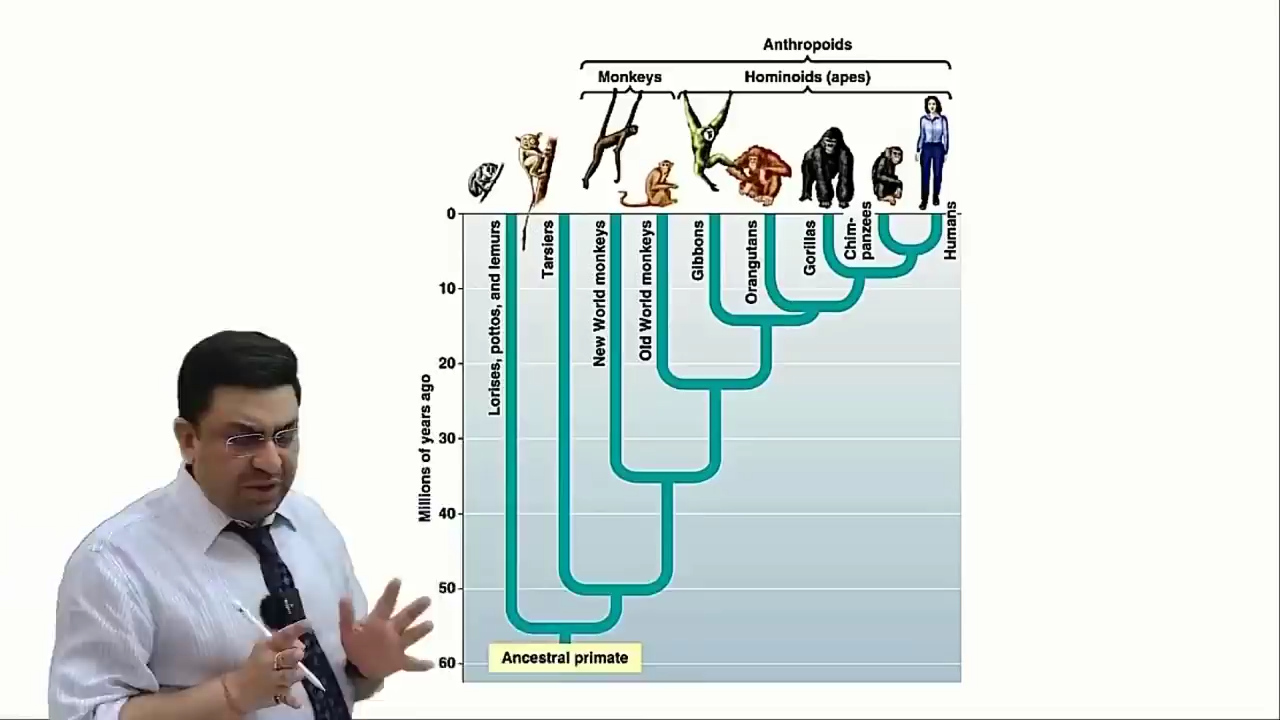 Anthropoids
Monkeys
Hominoids (apes)
0
10
20
30
40
50
60
Millions of years ago
Lorises, pottos, and lemurs
Tarsiers
New World monkeys
Old World monkeys
Gibbons
Orangutans
Gorillas
Chim-
panzees
Humans
Ancestral primate